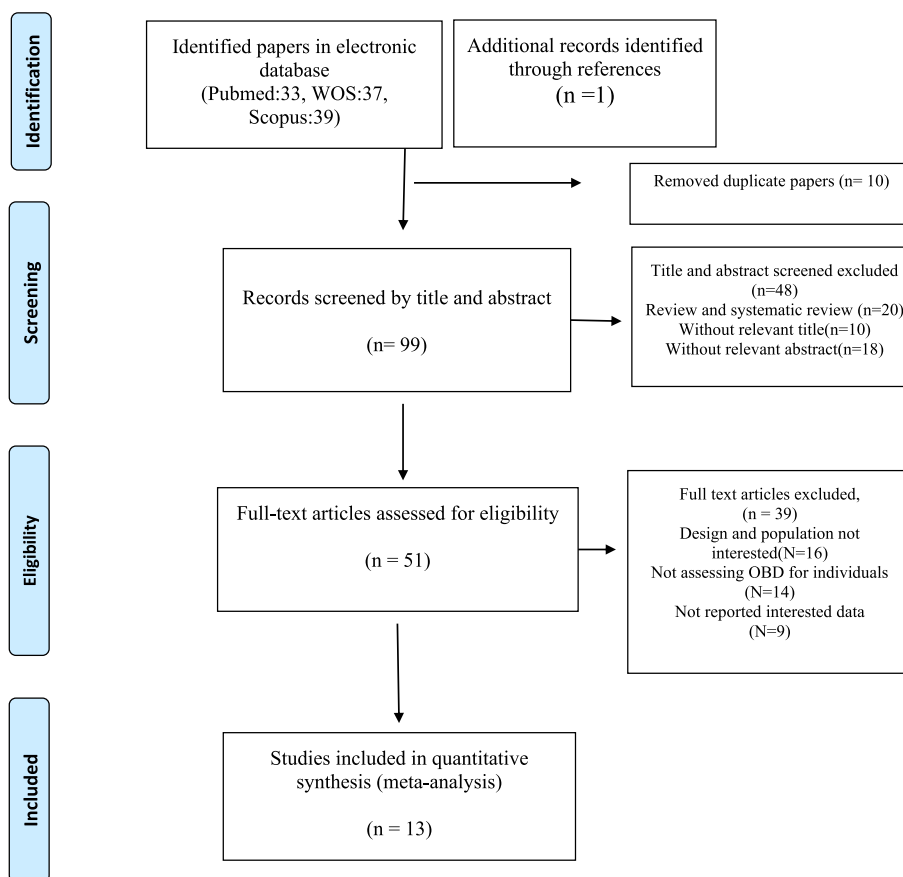 Identification
Identified papers in electronic
database
(Pubmed:33, WOS:37,
Scopus:39)
Additional records identified
through references
(n =1)
Removed duplicate papers (n= 10)
Screening
Records screened by title and abstract
(n= 99)
Title and abstract screened excluded
(n=48)
Review and systematic review (n=20)
Without relevant title(n=10)
Without relevant abstract(n=18)
Eligibility
Full-text articles assessed for eligibility
(n = 51)
Full text articles excluded,
(n = 39)
Design and population not
interested(N=16)
Not assessing OBD for individuals
(N=14)
Not reported interested data
(N=9)
Included
Studies included in quantitative
synthesis (meta-analysis)
(n = 13)